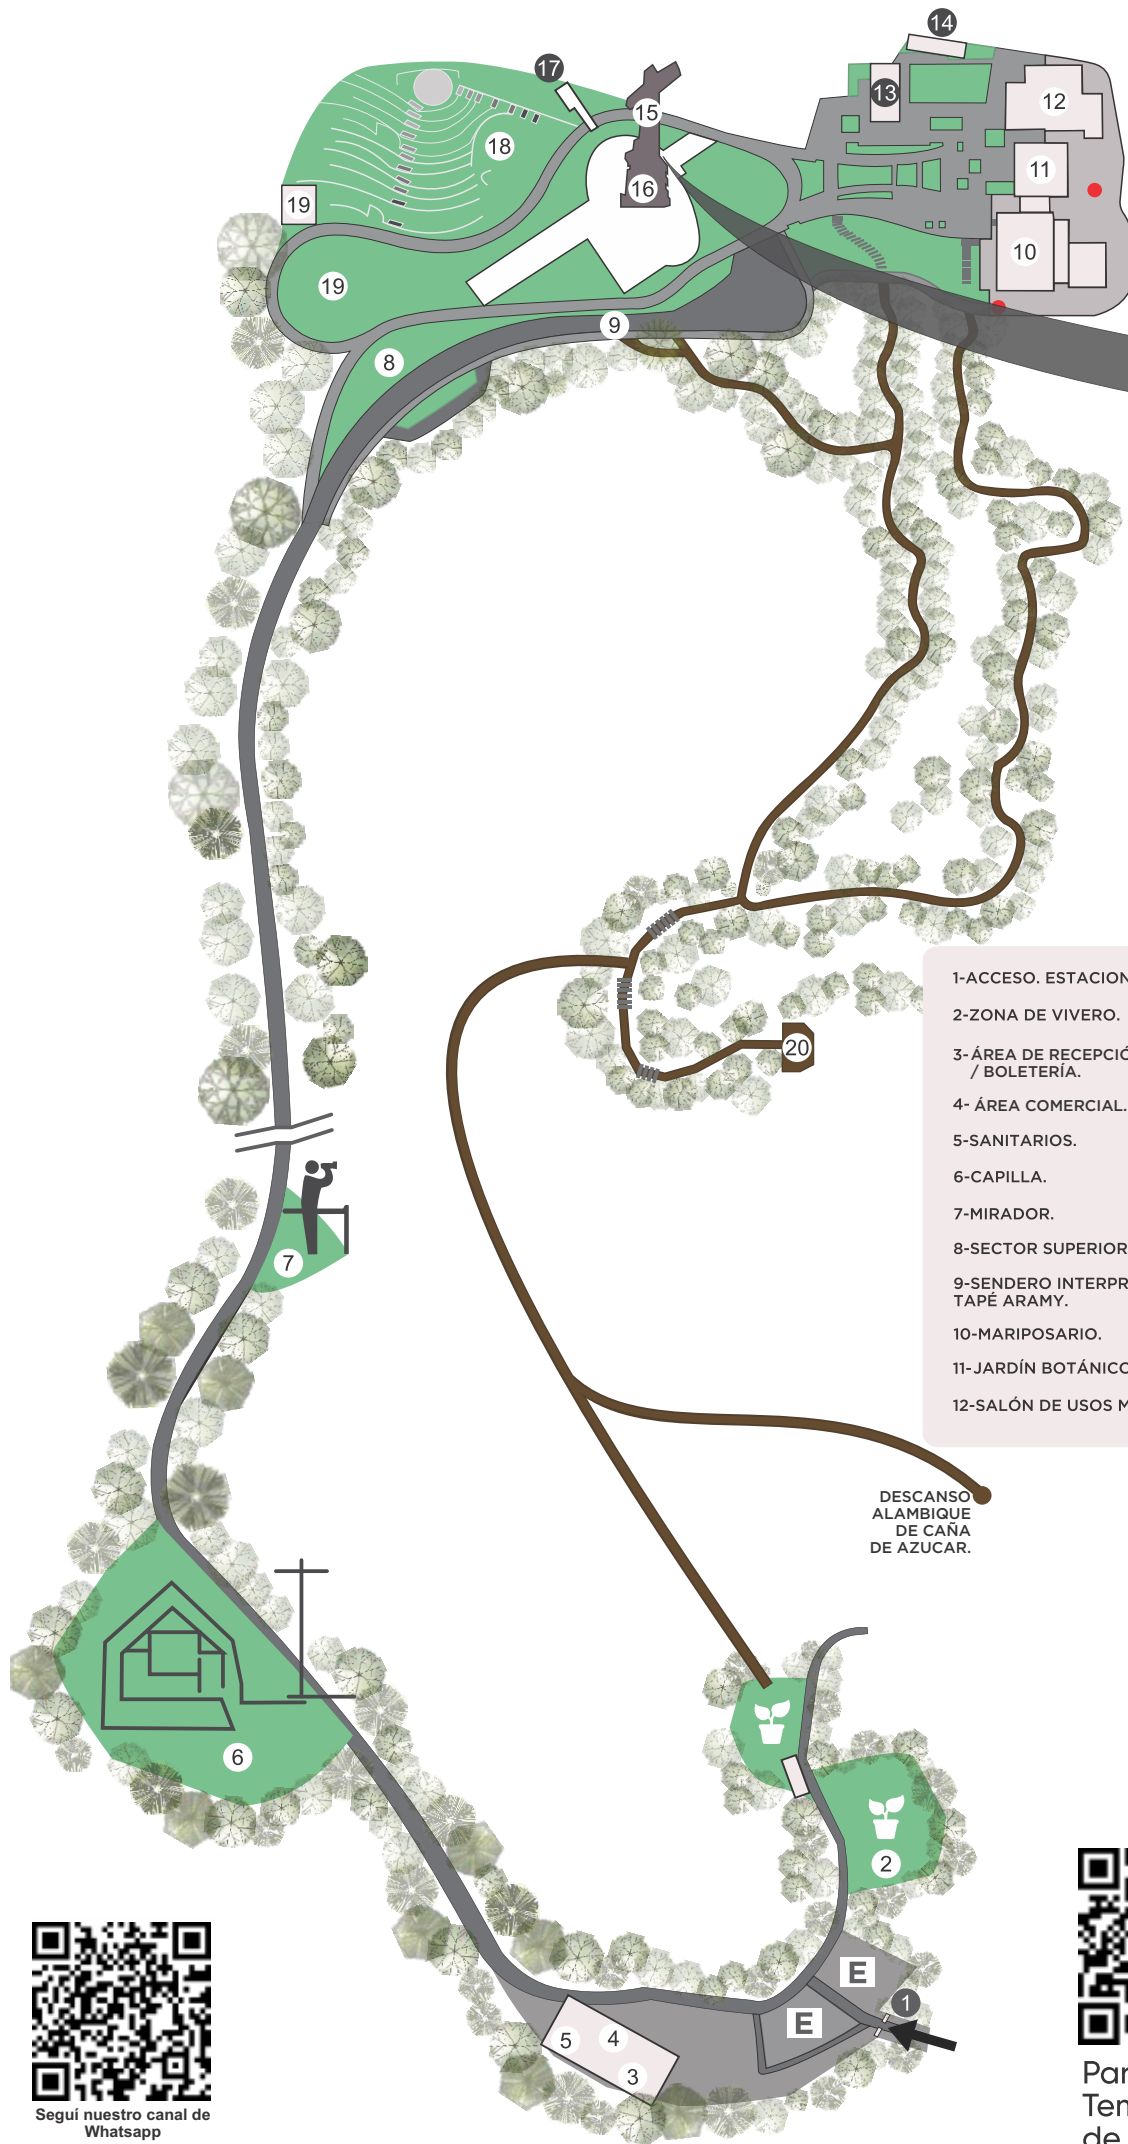 14
17
13
12
15
18
11
16
19
10
19
9
8
1-ACCESO. ESTACION
2-ZONA DE VIVERO.
3-ÁREA DE RECEPCIÓ
/ BOLETERÍA.
4- ÁREA COMERCIAL.
5-SANITARIOS.
6-CAPILLA.
7-MIRADOR.
8-SECTOR SUPERIOR
9-SENDERO INTERPR
TAPÉ ARAMY.
10-MARIPOSARIO.
11-JARDÍN BOTÁNICO
12-SALÓN DE USOS M
20
7
DESCANSO
ALAMBIQUE
DE CAÑA
DE AZUCAR.
6
2
E
1
E
5
4
3
Seguí nuestro canal de
Whatsapp
Par
Tem
de